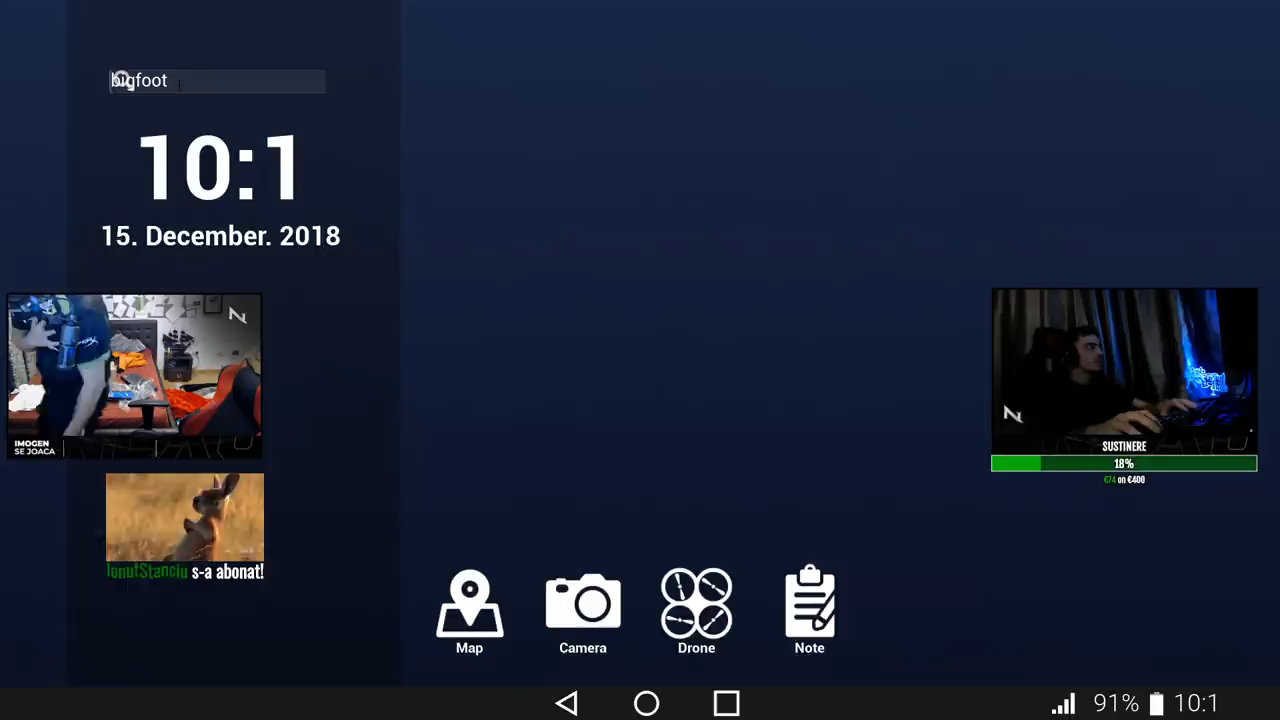 bigfoot
10:1
15. December. 2018
IMOGEN
SE JOACA
IonutStanciu s-a abonat!
SUSTINERE
18%
€74 on €400
Map
Camera
Drone
Note
91%
10:1